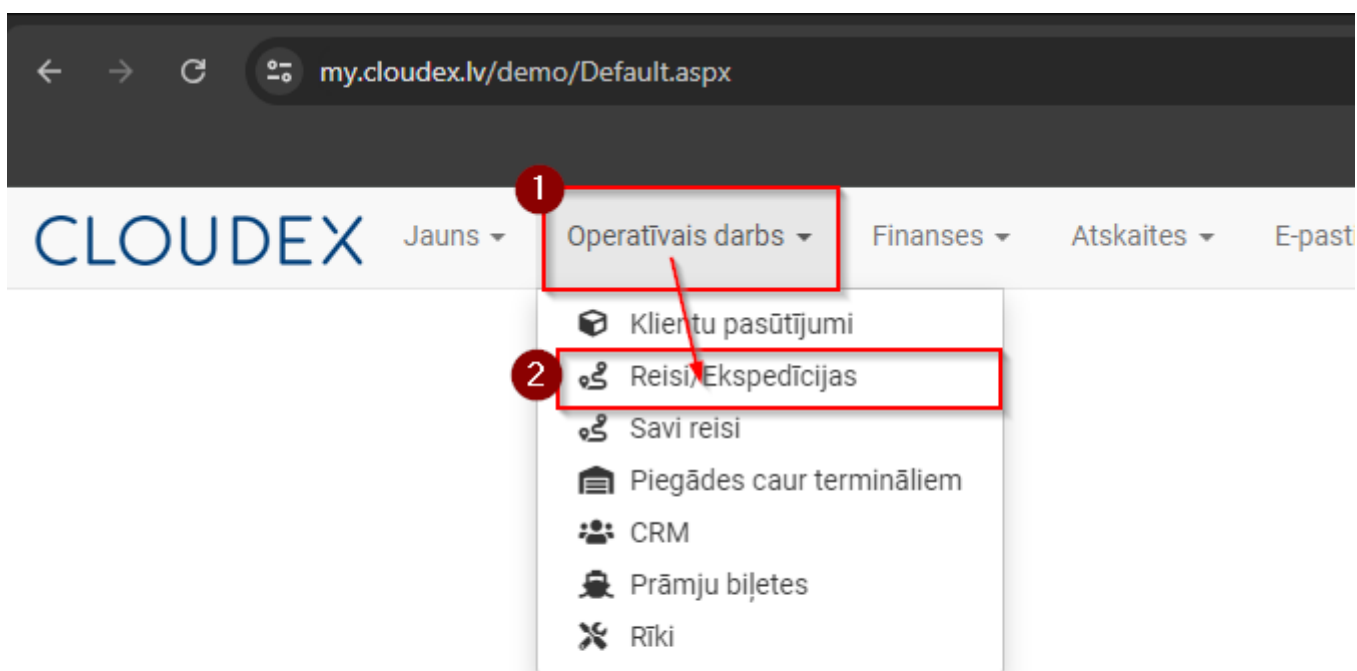 my.cloudex.lv/demo/Default.aspx
1
CLOUDEX Jauns Operatīvais darbs Finanses Atskaites E-pasti
Klientu pasūtījumi
2 Reisi/Ekspedīcijas
Savi reisi
Piegādes caur termināliem
CRM
Prāmju biļetes
Rīki